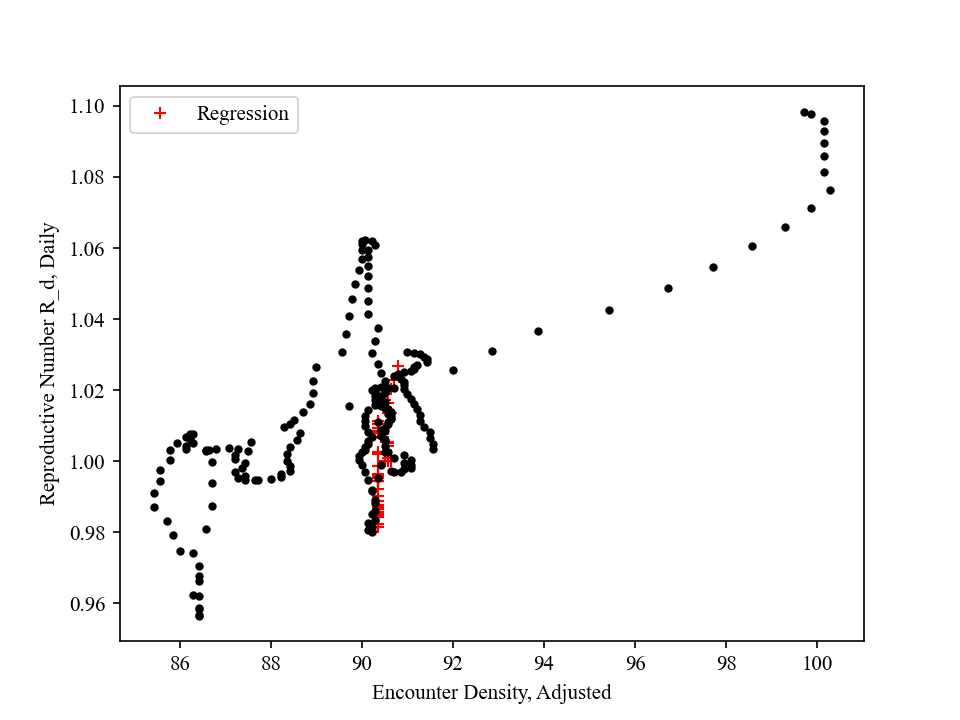 Regression
1.10
1.08
1.06
1.04
1.02
1.00
0.98
0.96
Reproductive Number R_d, Daily
86 88 90 92 94 96 98 100
Encounter Density, Adjusted